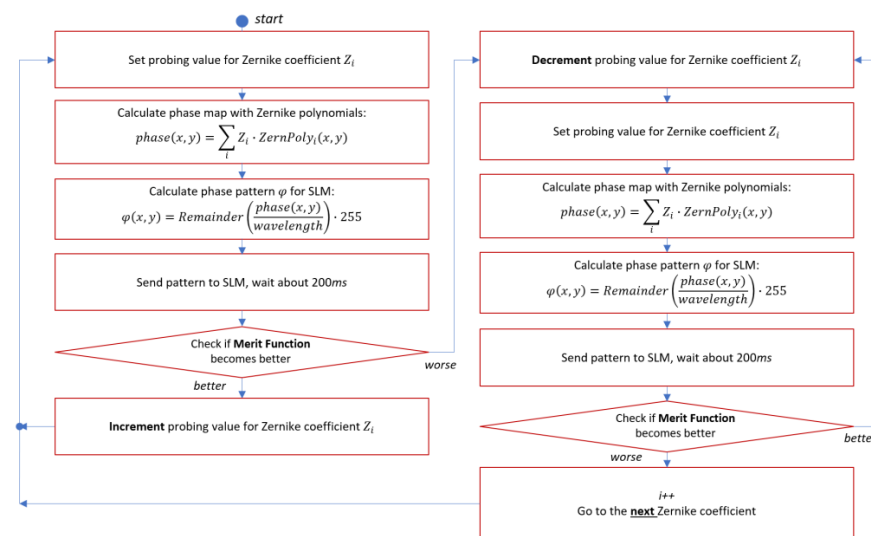 start
Set probing value for Zernike coefficient Z_i
Calculate phase map with Zernike polynomials:
phase(x, y) = ∑_i Z_i · ZernPoly_i(x, y)
Calculate phase pattern φ for SLM:
φ(x, y) = Remainder (phase(x, y) / wavelength) · 255
Send pattern to SLM, wait about 200ms
Check if Merit Function
becomes better
worse
better
Increment probing value for Zernike coefficient Z_i
Decrement probing value for Zernike coefficient Z_i
Set probing value for Zernike coefficient Z_i
Calculate phase map with Zernike polynomials:
phase(x, y) = ∑_i Z_i · ZernPoly_i(x, y)
Calculate phase pattern φ for SLM:
φ(x, y) = Remainder (phase(x, y) / wavelength) · 255
Send pattern to SLM, wait about 200ms
Check if Merit Function
becomes better
better
worse
i++
Go to the next Zernike coefficient